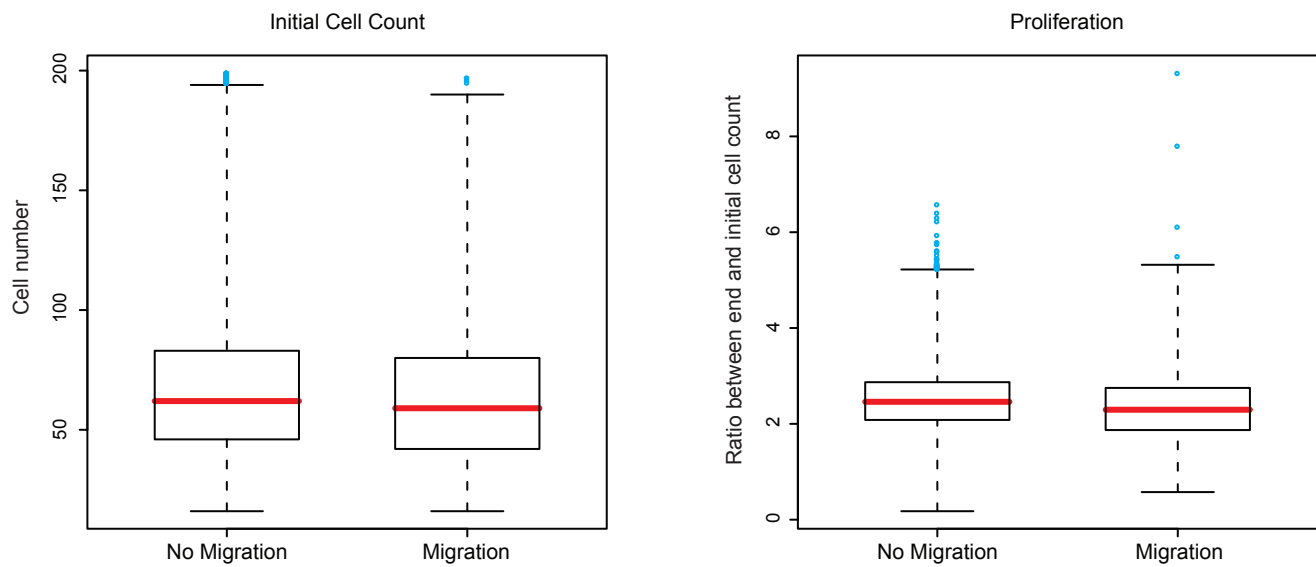 Initial Cell Count
Cell number
200
150
100
50
No Migration
Migration
Proliferation
Ratio between end and initial cell count
8
6
4
2
0
No Migration
Migration